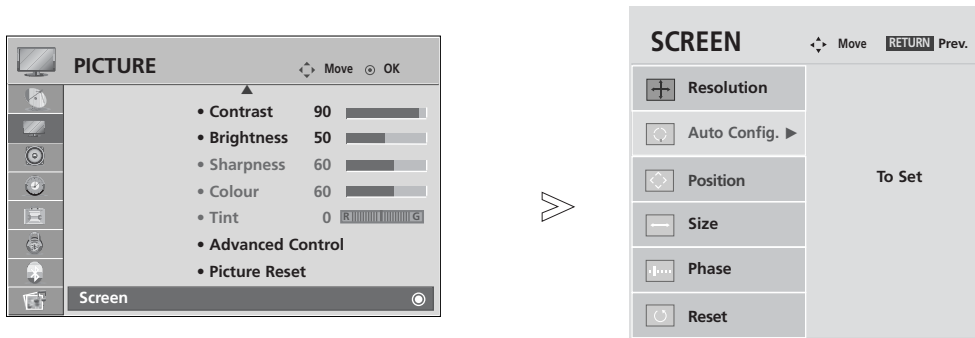 PICTURE
Move OK
• Contrast 90
• Brightness 50
• Sharpness 60
• Colour 60
• Tint 0 R G
• Advanced Control
• Picture Reset
Screen
SCREEN
Move RETURN Prev.
Resolution
Auto Config. ►
Position
Size
Phase
Reset
To Set